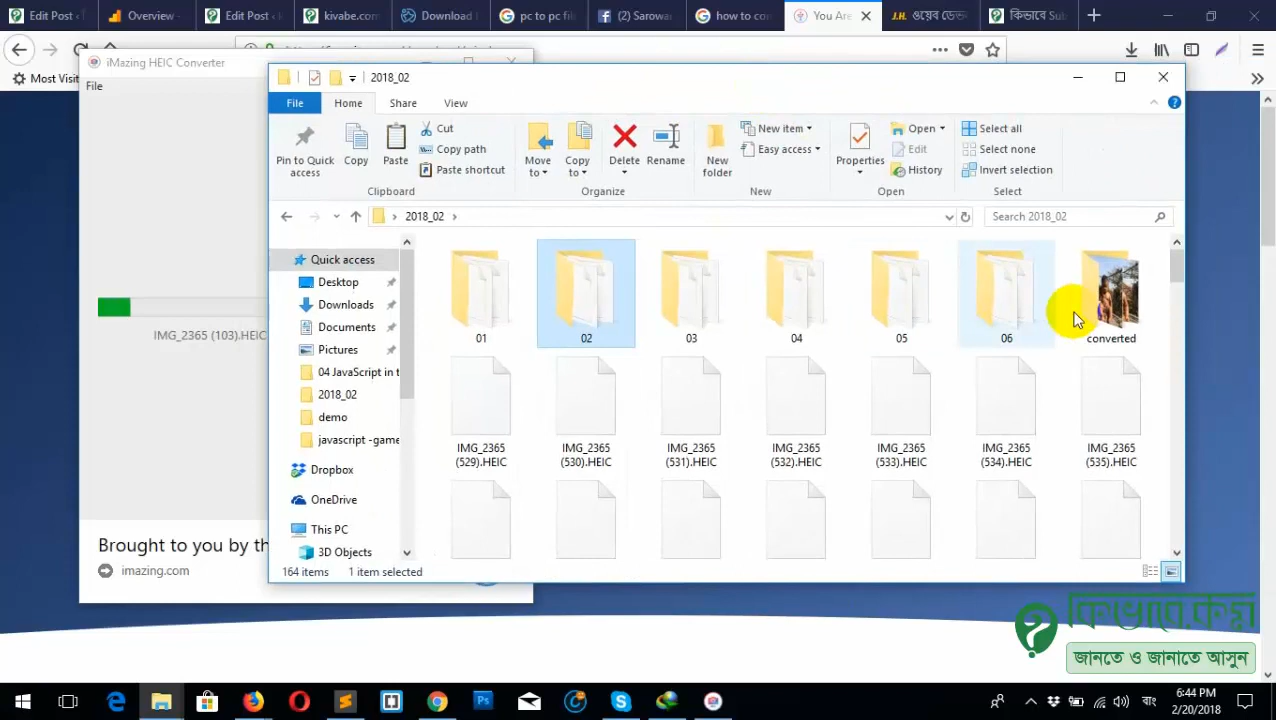 Edit Post ‹ k
Overview -
Edit Post ‹ k
kivabe.com
Download I
pc to pc fil
(2) Sarowa
how to co
You Are
J.H. ওয়েব ডেভ
কিভাবে Sub
Most Visit
iMazing HEIC Converter
File
IMG_2365 (103).HEIC
Brought to you by th
imazing.com
2018_02
File
Home
Share
View
Pin to Quick access
Copy
Paste
Cut
Copy path
Paste shortcut
Clipboard
Move to
Copy to
Delete
Rename
Organize
New folder
New item
Easy access
New
Properties
Open
Edit
History
Open
Select all
Select none
Invert selection
Select
2018_02
Search 2018_02
Quick access
Desktop
Downloads
Documents
Pictures
04 JavaScript in t
2018_02
demo
javascript -game
Dropbox
OneDrive
This PC
3D Objects
01
02
03
04
05
06
converted
IMG_2365 (529).HEIC
IMG_2365 (530).HEIC
IMG_2365 (531).HEIC
IMG_2365 (532).HEIC
IMG_2365 (533).HEIC
IMG_2365 (534).HEIC
IMG_2365 (535).HEIC
164 items
1 item selected
কিভাবে.কম
জানতে ও জানাতে আসুন
বাং
6:44 PM
2/20/2018